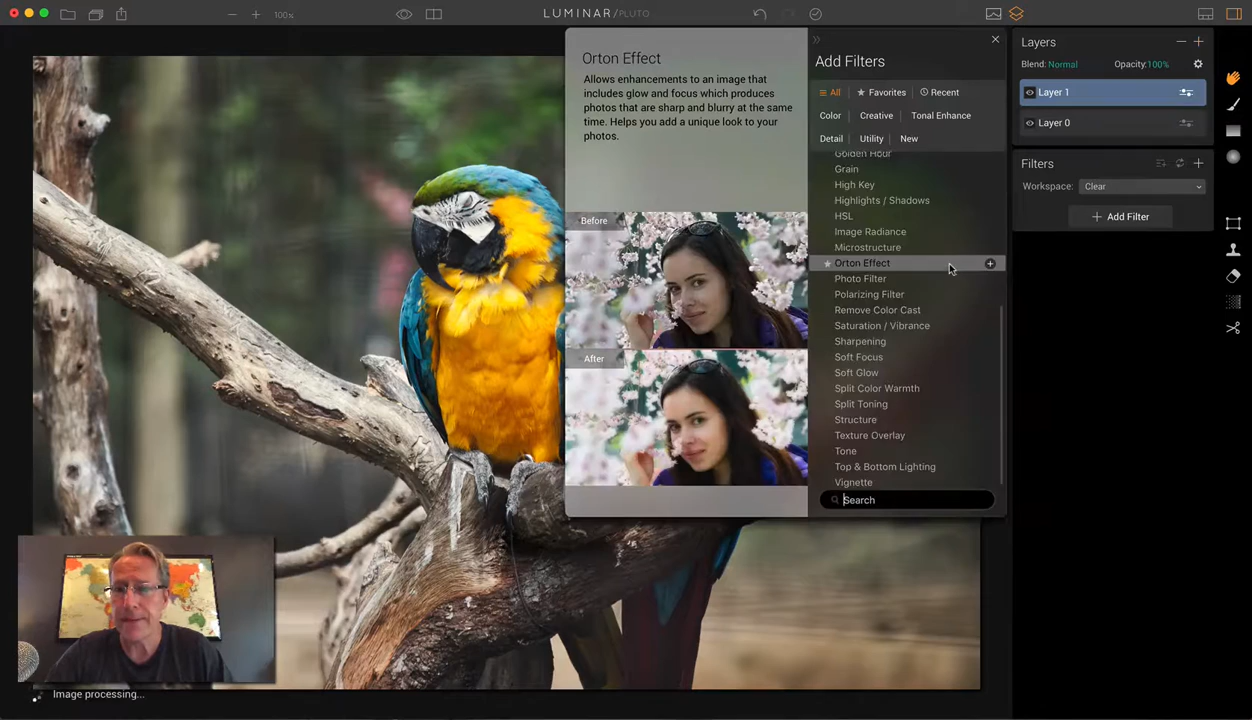 100%
LUMINAR/PLUTO
Orton Effect
Allows enhancements to an image that
includes glow and focus which produces
photos that are sharp and blurry at the same
time. Helps you add a unique look to your
photos.
Before
After
Add Filters
All
Favorites
Recent
Color
Creative
Tonal Enhance
Detail
Utility
New
Golden Hour
Grain
High Key
Highlights / Shadows
HSL
Image Radiance
Microstructure
Orton Effect
Photo Filter
Polarizing Filter
Remove Color Cast
Saturation / Vibrance
Sharpening
Soft Focus
Soft Glow
Split Color Warmth
Split Toning
Structure
Texture Overlay
Tone
Top & Bottom Lighting
Vignette
Search
Layers
Blend: Normal
Opacity:100%
Layer 1
Layer 0
Filters
Workspace: Clear
Add Filter
Image processing...